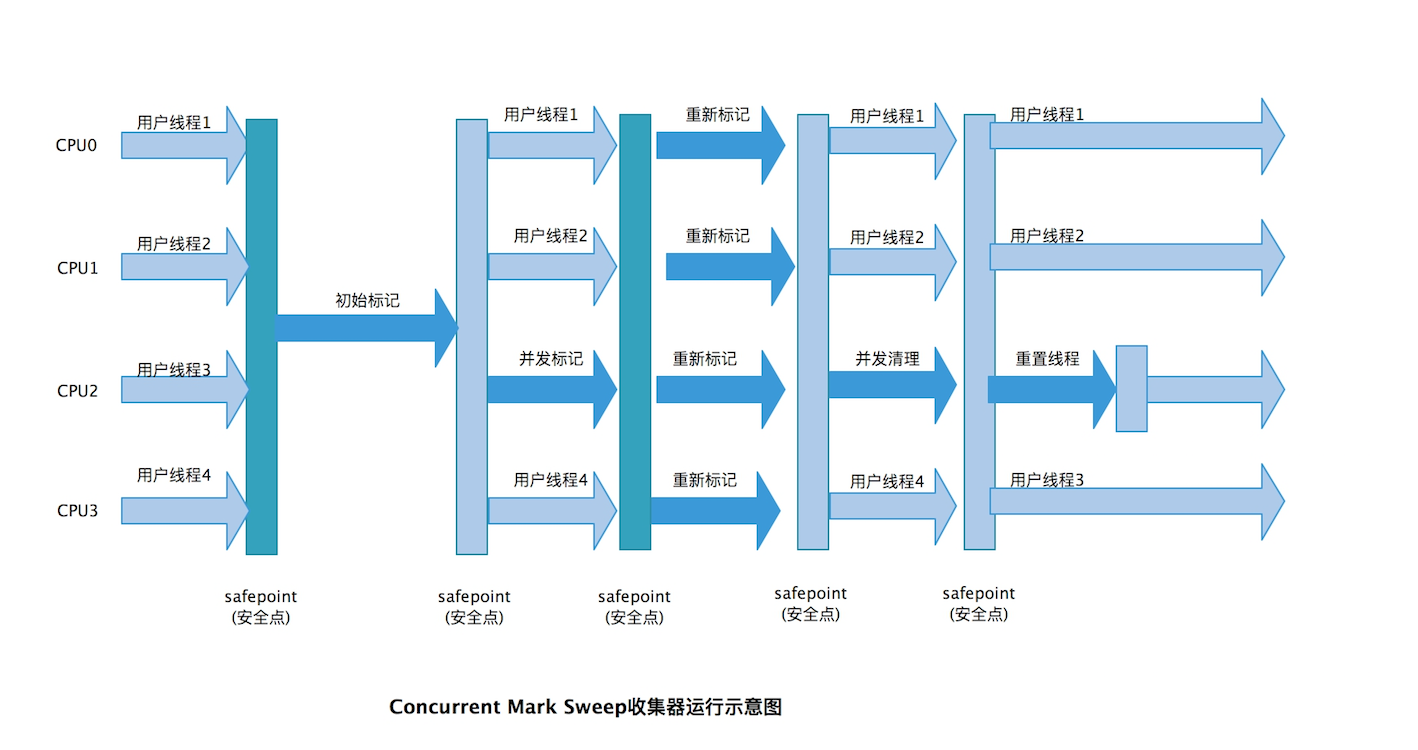 用户线程1
用户线程1
重新标记
用户线程1
用户线程1
CPU0
用户线程2
用户线程2
重新标记
用户线程2
用户线程2
CPU1
初始标记
用户线程3
并发标记
重新标记
并发清理
重置线程
CPU2
用户线程4
用户线程4
重新标记
用户线程4
用户线程3
CPU3
safepoint
(安全点)
safepoint
(安全点)
safepoint
(安全点)
safepoint
(安全点)
safepoint
(安全点)
Concurrent Mark Sweep收集器运行示意图